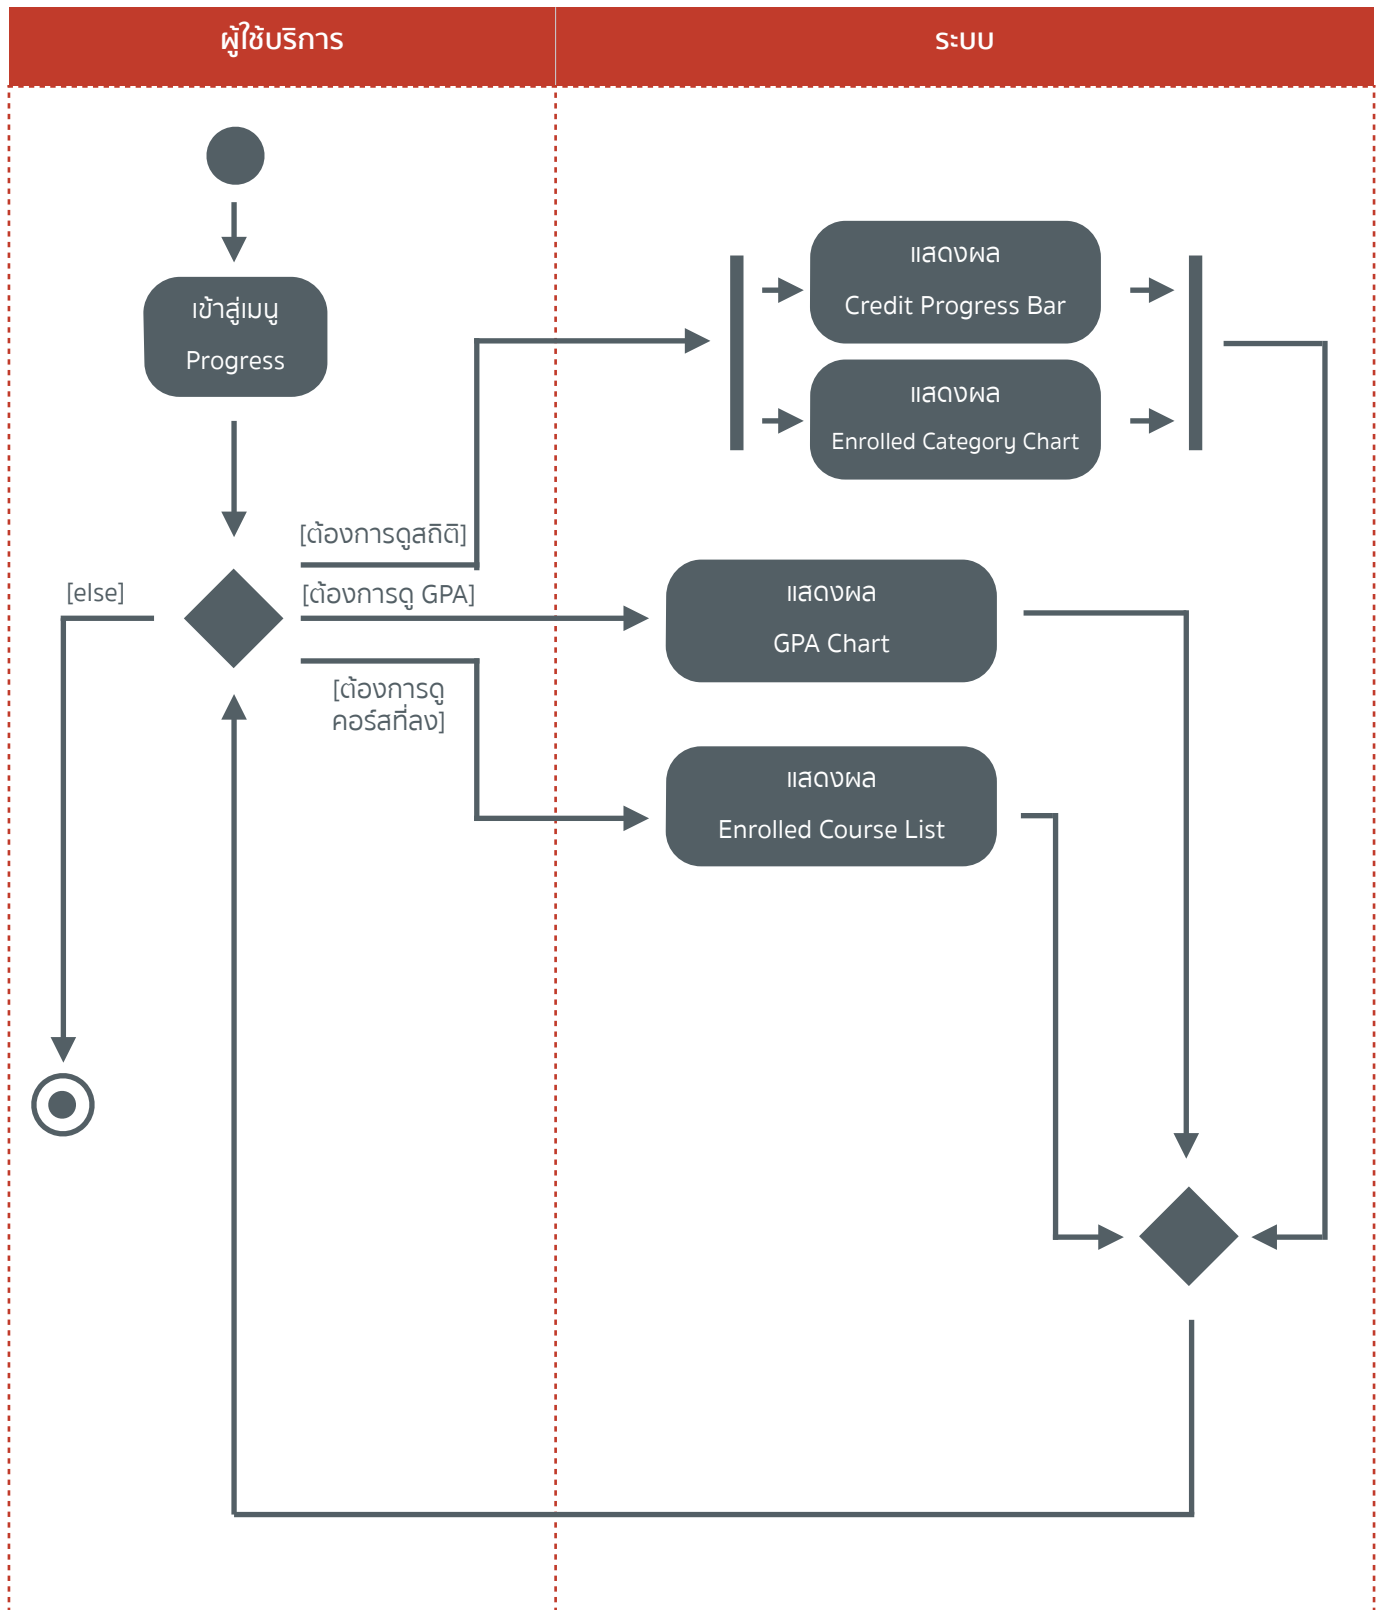 ผู้ใช้บริการ
ระบบ
เข้าสู่เมนู
Progress
แสดงผล
Credit Progress Bar
แสดงผล
Enrolled Category Chart
[ต้องการดูสถิติ]
[else]
[ต้องการดู GPA]
แสดงผล
GPA Chart
[ต้องการดู
คอร์สที่ลง]
แสดงผล
Enrolled Course List